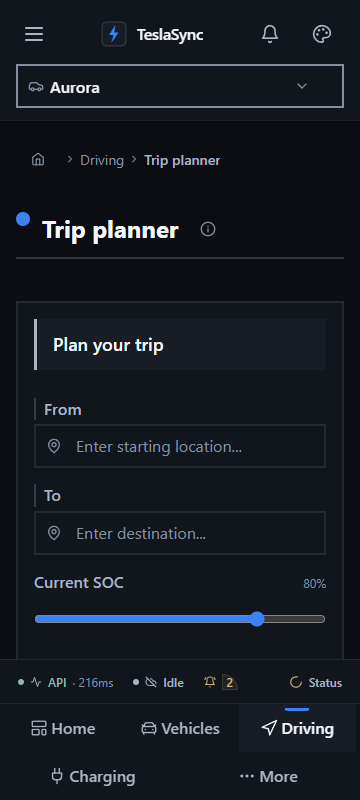 TeslaSync
Aurora
Driving Trip planner
Trip planner
Plan your trip
From
Enter starting location...
To
Enter destination...
Current SOC 80%
API · 216ms Idle 2 Status
Home Vehicles Driving
Charging More